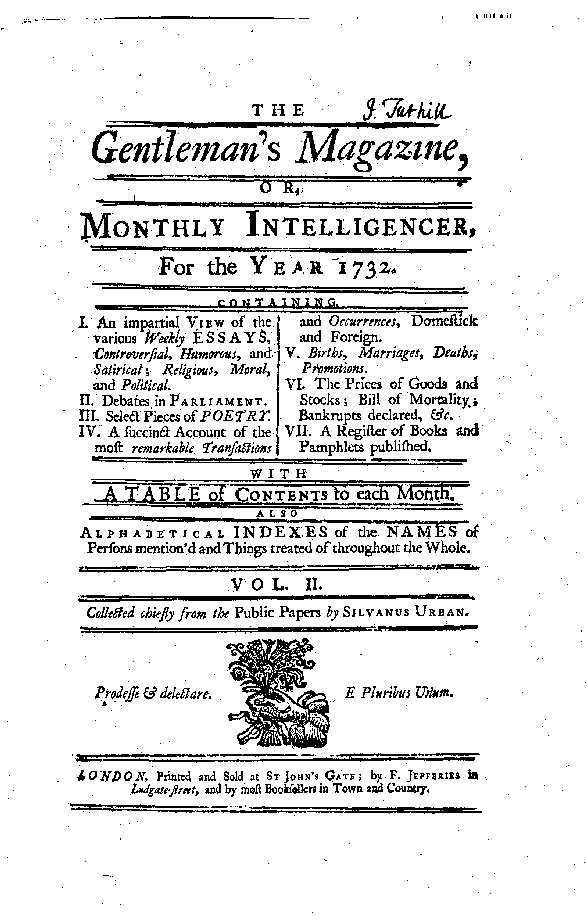 THE
J. Tuthill
Gentleman's Magazine,
OR,
MONTHLY INTELLIGENCER,
For the YEAR 1732.
CONTAINING.
I. An impartial VIEW of the
various Weekly ESSAYS,
Controversial, Humorous, and
Satirical; Religious, Moral,
and Political.
II. Debates in PARLIAMENT.
III. Select Pieces of POETRY.
IV. A succinct Account of the
most remarkable Transactions
and Occurrences, Domestick
and Foreign.
V. Births, Marriages, Deaths,
Promotions.
VI. The Prices of Goods and
Stocks; Bill of Mortality;
Bankrupts declared, &c.
VII. A Register of Books and
Pamphlets published.
WITH
A TABLE of CONTENTS to each Month.
ALSO
ALPHABETICAL INDEXES of the NAMES of
Persons mention'd and Things treated of throughout the Whole.
VOL. II.
Collected chiefly from the Public Papers by SILVANUS URBAN.
Prodesse & delectare.
E Pluribus Unum.
LONDON, Printed and Sold at ST JOHN'S GATE; by F. JEFFERIES in
Ludgate-street, and by most Booksellers in Town and Country.